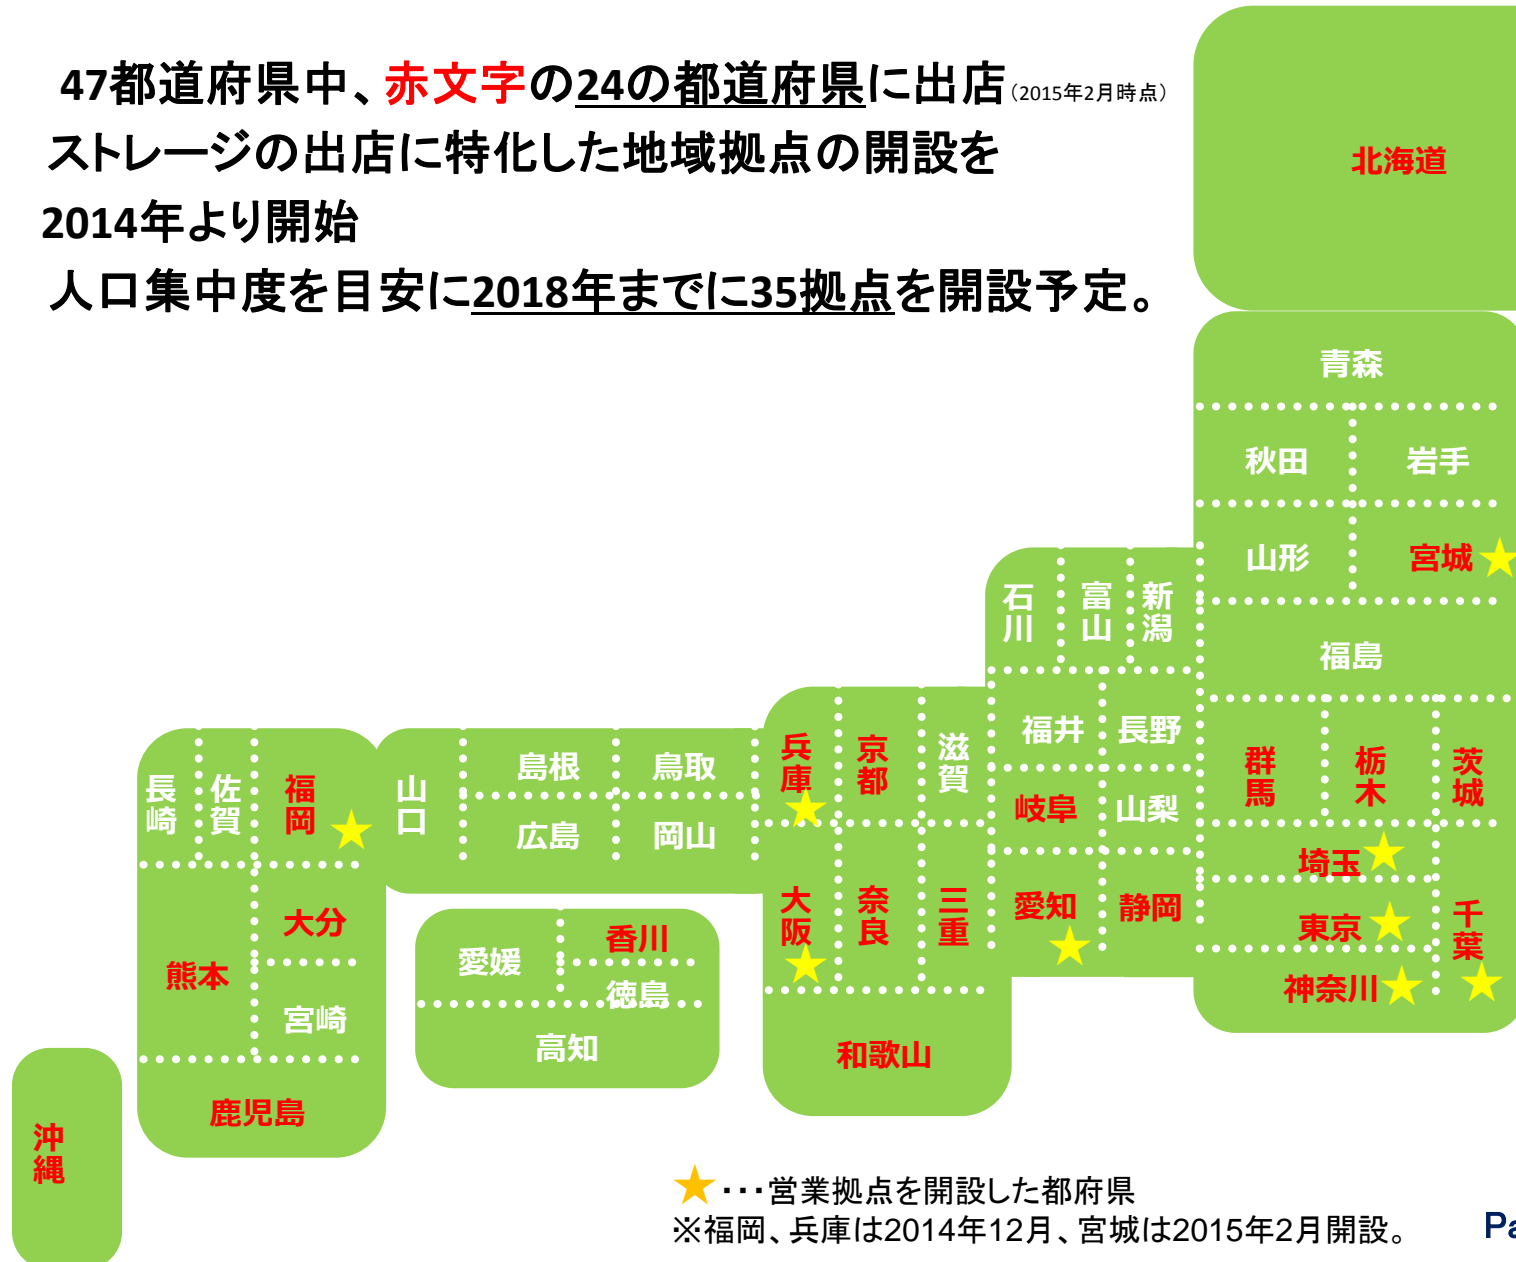 47都道府県中、赤文字の24の都道府県に出店(2015年2月時点)
ストレージの出店に特化した地域拠点の開設を
2014年より開始
人口集中度を目安に2018年までに35拠点を開設予定。
北海道
青森
秋田
岩手
山形
宮城
福島
石川
富山
新潟
福井
長野
岐阜
山梨
愛知
静岡
群馬
栃木
茨城
埼玉
東京
千葉
神奈川
兵庫
京都
滋賀
大阪
奈良
三重
和歌山
山口
島根
鳥取
広島
岡山
愛媛
香川
徳島
高知
長崎
佐賀
福岡
大分
熊本
宮崎
鹿児島
沖縄
★・・・営業拠点を開設した都府県
※福岡、兵庫は2014年12月、宮城は2015年2月開設。
Pa